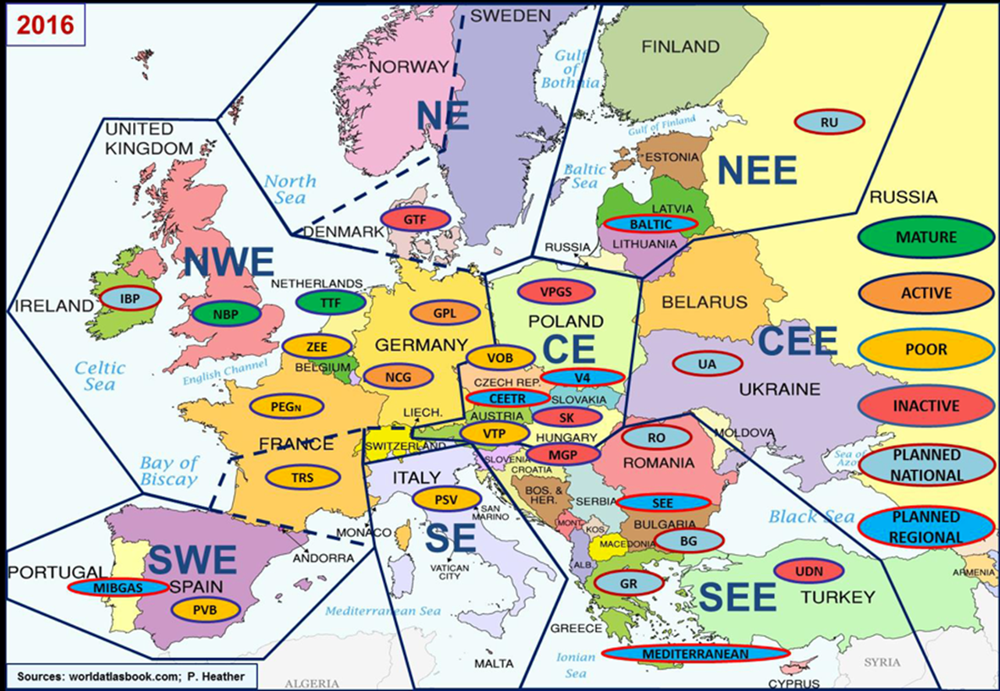 2016
SWEDEN
FINLAND
NORWAY
Gulf
of
Bothnia
NE
RU
Gulf of Finland
UNITED
KINGDOM
ESTONIA
NEE
North
Sea
Baltic
Sea
RUSSIA
LATVIA
GTF
BALTIC
DENMARK
MATURE
LITHUANIA
RUSSIA
NWE
NETHERLANDS
VPGS
ACTIVE
IRELAND
IBP
TTF
BELARUS
NBP
GPL
POLAND
CEE
ZEE
GERMANY
CE
POOR
VOB
UA
Celtic
Sea
English Channel
BELGIUM
NCG
V4
CZECH REP.
UKRAINE
CEETR
SLOVAKIA
INACTIVE
PEGN
LIECH.
AUSTRIA
SK
VTP
HUNGARY
RO
MOLDOVA
FRANCE
SWITZERLAND
MGP
Sea of
Azo
PLANNED
NATIONAL
Bay of
Biscay
SLOVENIA
ROMANIA
CROATIA
TRS
ITALY
BOS. &
HER.
SERBIA
SEE
PSV
SAN
MARINO
Black Sea
PLANNED
REGIONAL
MONACO
SE
MONT.
KOS.
BULGARIA
MACEDONIA
BG
SWE
ANDORRA
ALB.
PORTUGAL
VATICAN
CITY
UDN
ARMENIA
MIBGAS
SPAIN
GR
SEE
TURKEY
PVB
Mediterranean Sea
GREECE
MEDITERRANEAN
Ionian
Sea
MALTA
SYRIA
Sources: worldatlasbook.com; P. Heather
ALGERIA
CYPRUS